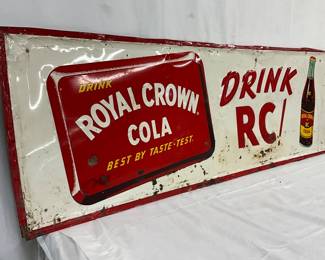 DRINK
ROYAL CROWN
COLA
BEST BY TASTE-TEST.
DRINK
RC!